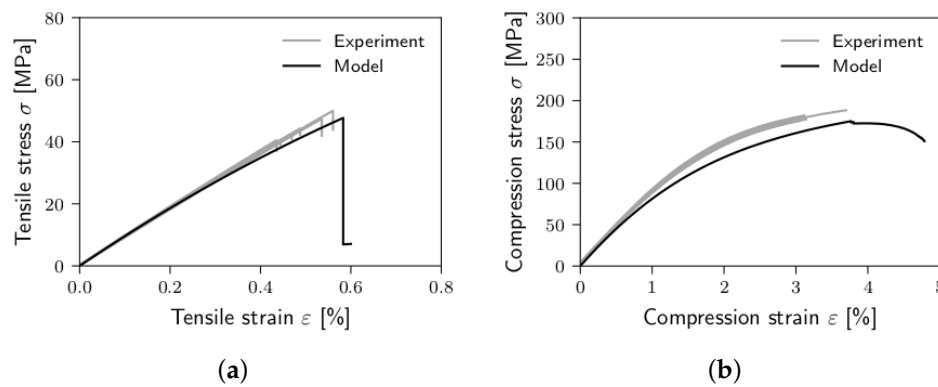 80
60
40
20
0
Tensile stress σ [MPa]
Experiment
Model
0.0 0.2 0.4 0.6 0.8
Tensile strain ε [%]
(a)
300
250
200
150
100
50
0
Compression stress σ [MPa]
Experiment
Model
0 1 2 3 4 5
Compression strain ε [%]
(b)